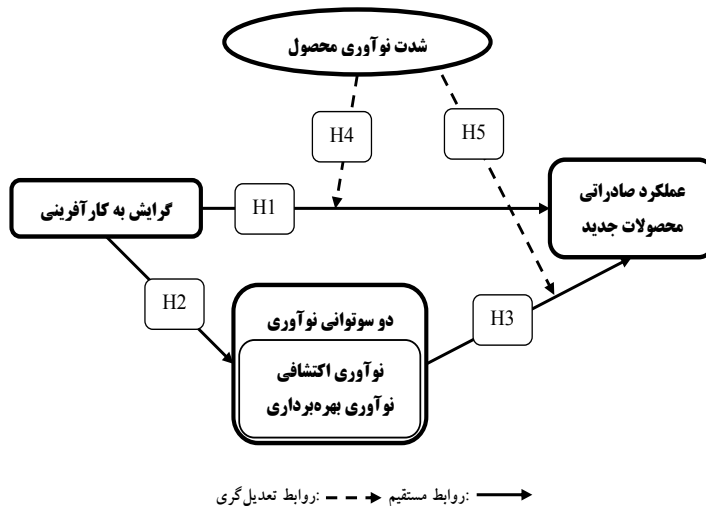 شدت نوآوری محصول
H4
H5
گرایش به کارآفرینی
H1
عملکرد صادراتی
محصولات جدید
H2
دو سوتوانی نوآوری
نوآوری اکتشافی
نوآوری بهره‌برداری
H3
روابط مستقیم: روابط تعدیل‌گری: